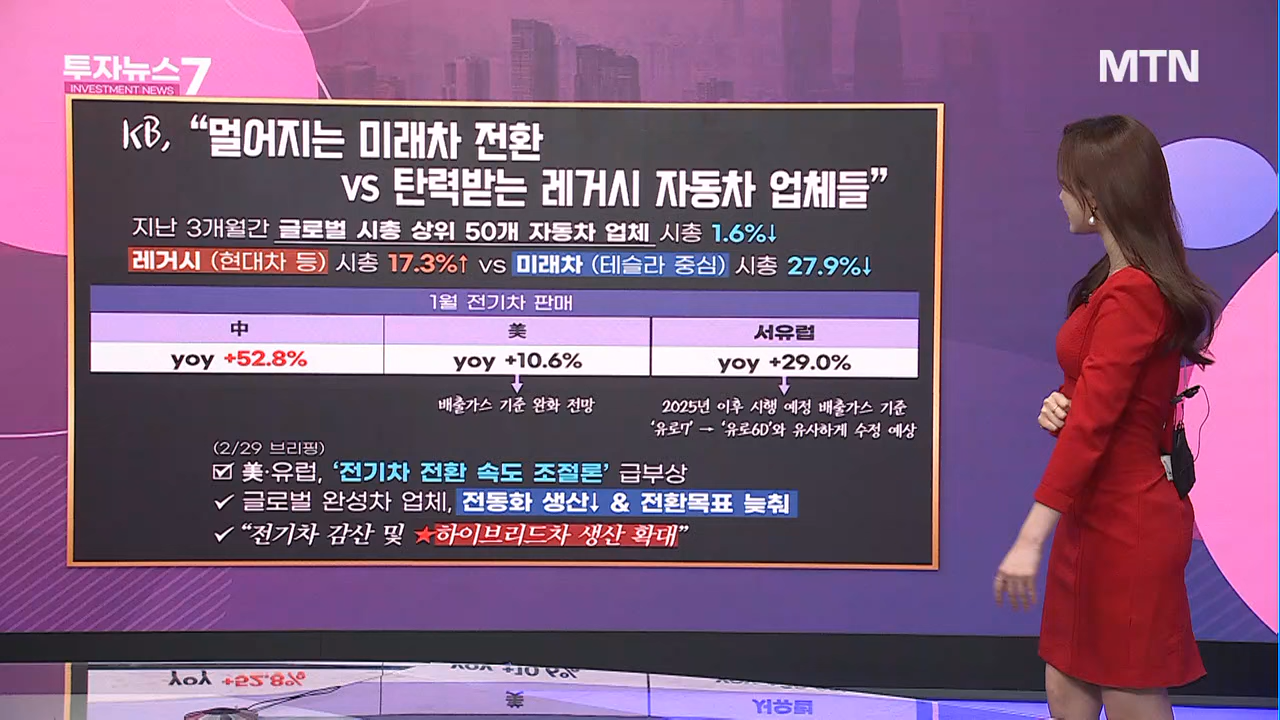 투자뉴스 7
INVESTMENT NEWS
MTN
KB, “멀어지는 미래차 전환
vs 탄력받는 레거시 자동차 업체들”
지난 3개월간 글로벌 시총 상위 50개 자동차 업체 시총 1.6%↓
레거시 (현대차 등) 시총 17.3%↑ vs 미래차 (테슬라 중심) 시총 27.9%↓
1월 전기차 판매
中 美 서유럽
yoy +52.8% yoy +10.6% yoy +29.0%
배출가스 기준 완화 전망
2025년 이후 시행 예정 배출가스 기준
‘유로7’ → ‘유로6D’와 유사하게 수정 예상
(2/29 브리핑)
☑ 美·유럽, ‘전기차 전환 속도 조절론’ 급부상
✓ 글로벌 완성차 업체, 전동화 생산↓ & 전환목표 늦춰
✓ “전기차 감산 및 ★하이브리드차 생산 확대”
yoy +52.8% yoy +10.6%
美 서유럽